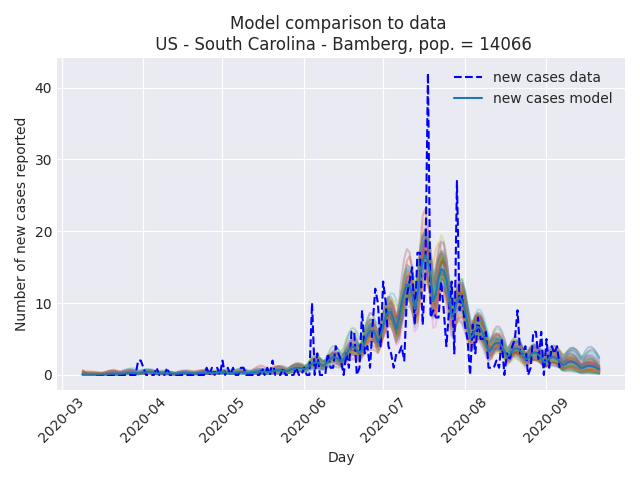 Model comparison to data
US - South Carolina - Bamberg, pop. = 14066
new cases data
new cases model
Number of new cases reported
40
30
20
10
0
2020-03
2020-04
2020-05
2020-06
2020-07
2020-08
2020-09
Day